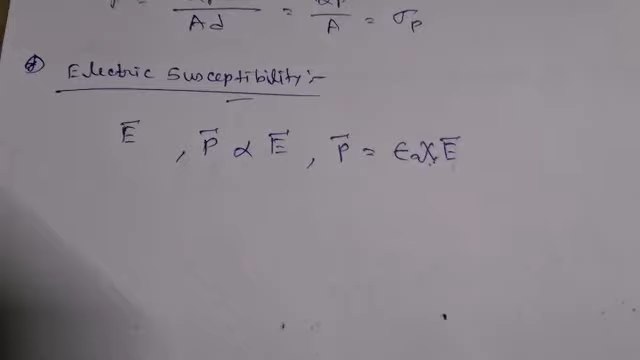 Ad = A = σp
Electric Susceptibility:-
E⃗ , P⃗ ∝ E⃗ , P⃗ = ε₀χE⃗